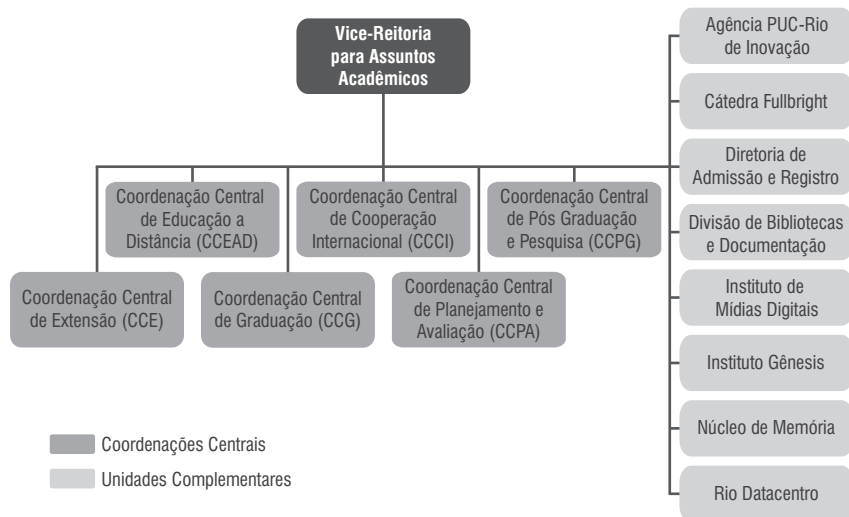 Vice-Reitoria
para Assuntos
Acadêmicos
Agência PUC-Rio
de Inovação
Cátedra Fullbright
Diretoria de
Admissão e Registro
Divisão de Bibliotecas
e Documentação
Instituto de
Mídias Digitais
Instituto Gênesis
Núcleo de Memória
Rio Datacentro
Coordenação Central
de Educação a
Distância (CCEAD)
Coordenação Central
de Cooperação
Internacional (CCCI)
Coordenação Central
de Pós Graduação
e Pesquisa (CCPG)
Coordenação Central
de Extensão (CCE)
Coordenação Central
de Graduação (CCG)
Coordenação Central
de Planejamento e
Avaliação (CCPA)
Coordenações Centrais
Unidades Complementares